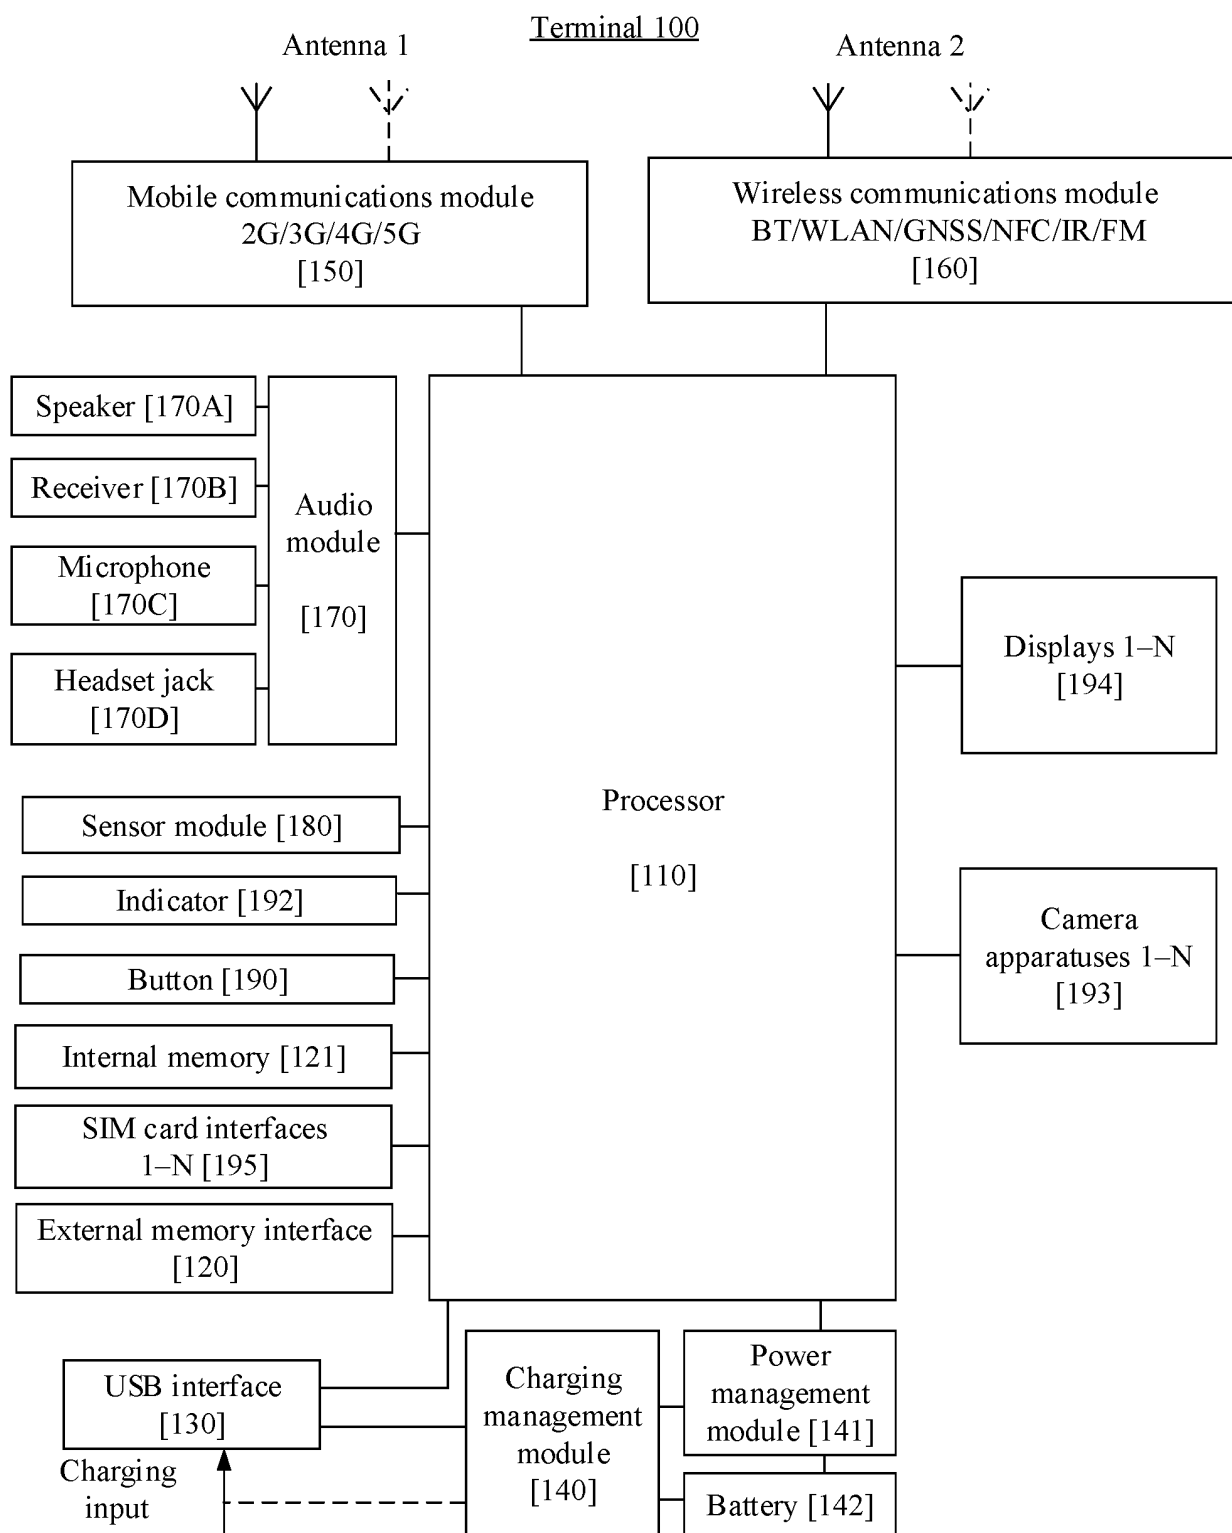 Terminal 100
Antenna 1
Antenna 2
Mobile communications module
2G/3G/4G/5G
[150]
Wireless communications module
BT/WLAN/GNSS/NFC/IR/FM
[160]
Speaker [170A]
Receiver [170B]
Microphone
[170C]
Headset jack
[170D]
Audio
module
[170]
Processor
[110]
Displays 1–N
[194]
Camera
apparatuses 1–N
[193]
Sensor module [180]
Indicator [192]
Button [190]
Internal memory [121]
SIM card interfaces
1–N [195]
External memory interface
[120]
USB interface
[130]
Charging
input
Charging
management
module
[140]
Power
management
module [141]
Battery [142]